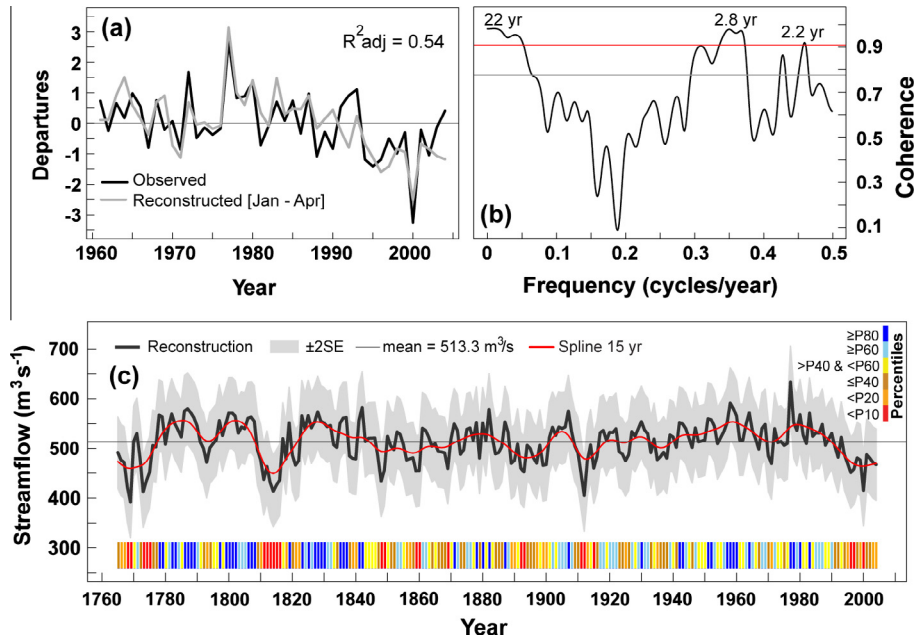 (a)
R²adj = 0.54
Departures
3
2
1
0
-1
-2
-3
Observed
Reconstructed [Jan - Apr]
1960 1970 1980 1990 2000
Year
(b)
22 yr
2.8 yr
2.2 yr
0.9
0.7
0.5
0.3
0.1
Coherence
0 0.1 0.2 0.3 0.4 0.5
Frequency (cycles/year)
(c)
Reconstruction ±2SE mean = 513.3 m³/s Spline 15 yr
≥P80
≥P60
>P40 & <P60
≤P40
<P20
<P10
Percentiles
Streamflow (m³ s⁻¹)
700
600
500
400
300
1760 1780 1800 1820 1840 1860 1880 1900 1920 1940 1960 1980 2000
Year